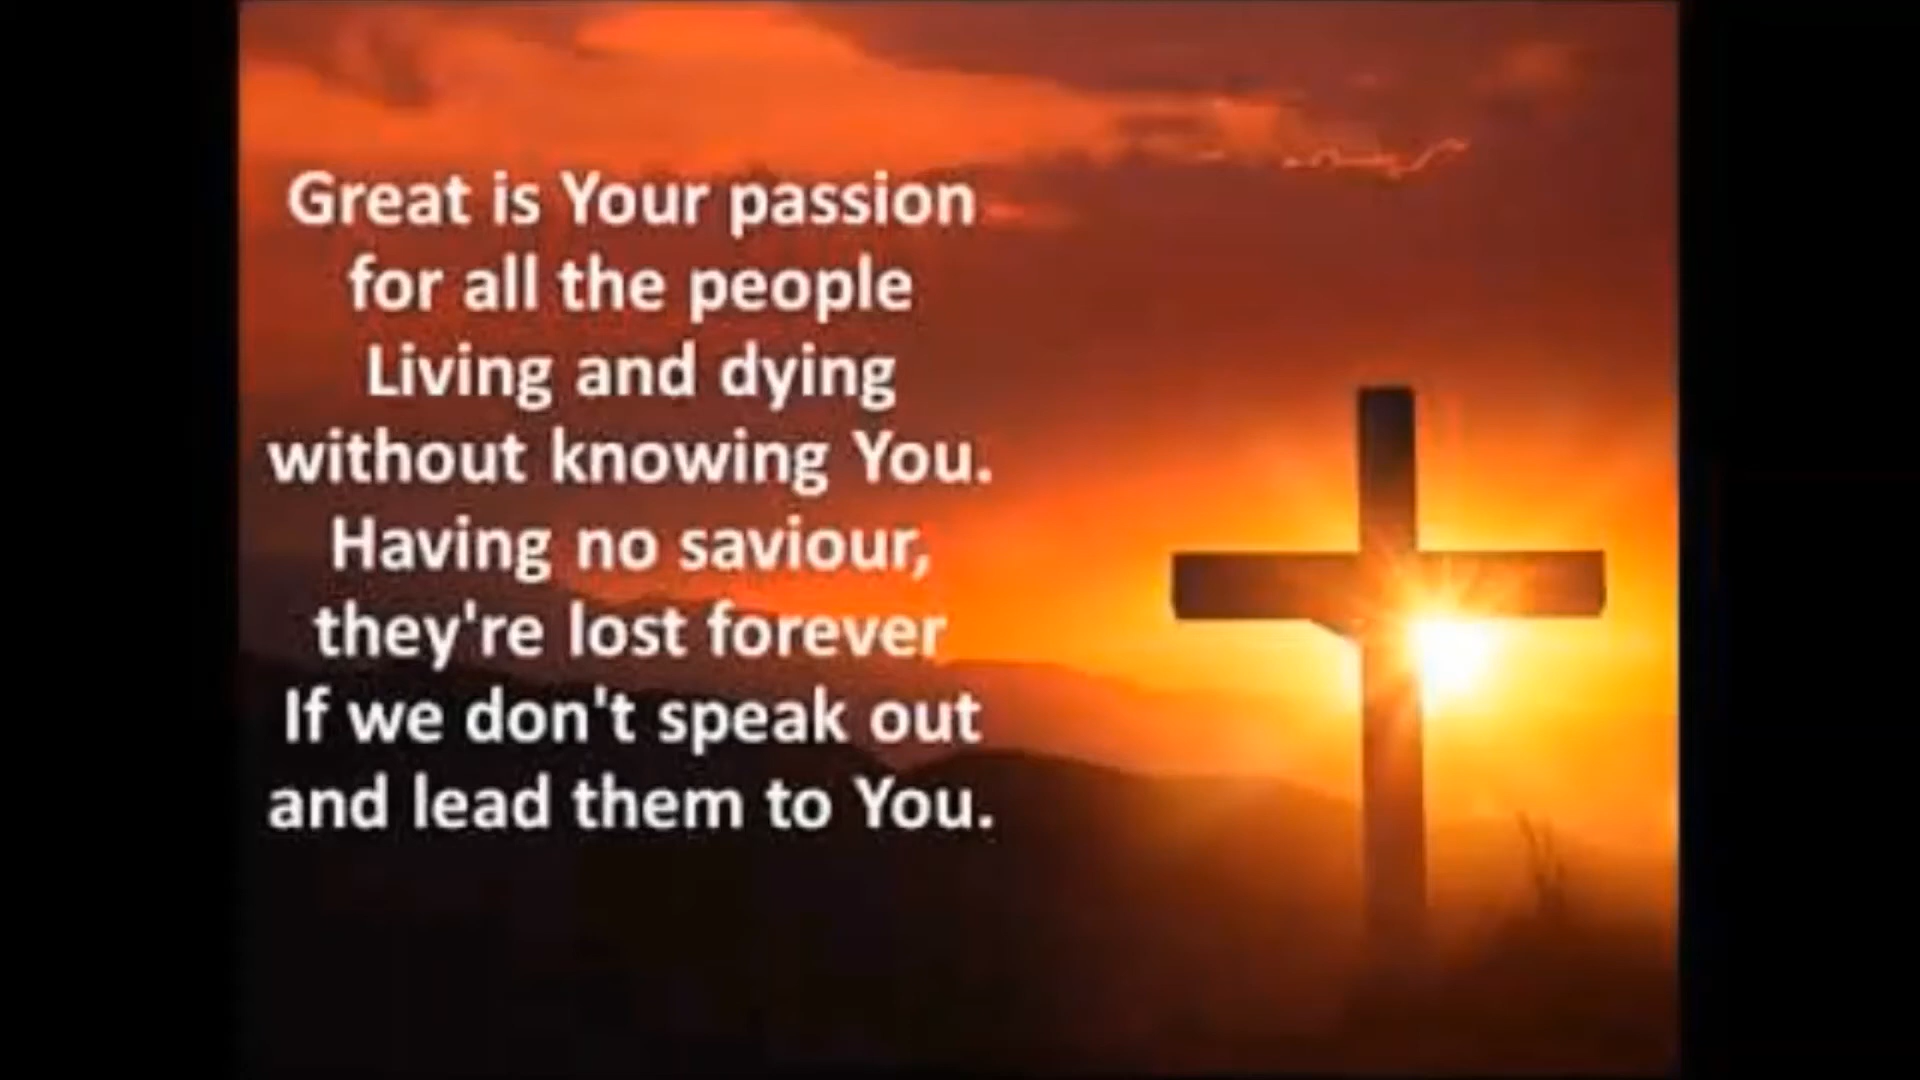 Great is Your passion
for all the people
Living and dying
without knowing You.
Having no saviour,
they're lost forever
If we don't speak out
and lead them to You.